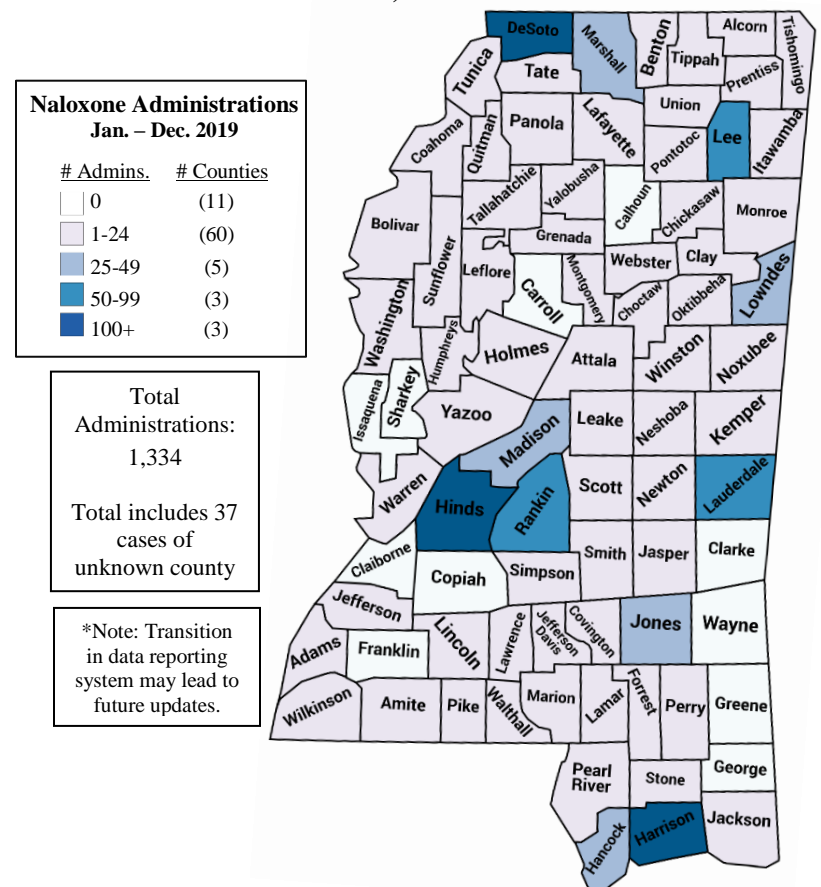 Naloxone Administrations
Jan. – Dec. 2019
# Admins. # Counties
0 (11)
1-24 (60)
25-49 (5)
50-99 (3)
100+ (3)
Total
Administrations:
1,334
Total includes 37
cases of
unknown county
*Note: Transition
in data reporting
system may lead to
future updates.
DeSoto
Marshall
Benton
Tippah
Alcorn
Tishomingo
Prentiss
Tunica
Tate
Union
Lee
Itawamba
Coahoma
Quitman
Panola
Lafayette
Pontotoc
Bolivar
Tallahatchie
Yalobusha
Calhoun
Chickasaw
Monroe
Sunflower
Leflore
Grenada
Webster
Clay
Lowndes
Washington
Humphreys
Carroll
Montgomery
Choctaw
Oktibbeha
Holmes
Attala
Winston
Noxubee
Issaquena
Sharkey
Yazoo
Madison
Leake
Neshoba
Kemper
Warren
Hinds
Rankin
Scott
Newton
Lauderdale
Claiborne
Copiah
Simpson
Smith
Jasper
Clarke
Jefferson
Adams
Franklin
Lincoln
Lawrence
Jefferson
Davis
Covington
Jones
Wayne
Wilkinson
Amite
Pike
Walthall
Marion
Lamar
Forrest
Perry
Greene
Pearl
River
Stone
George
Hancock
Harrison
Jackson